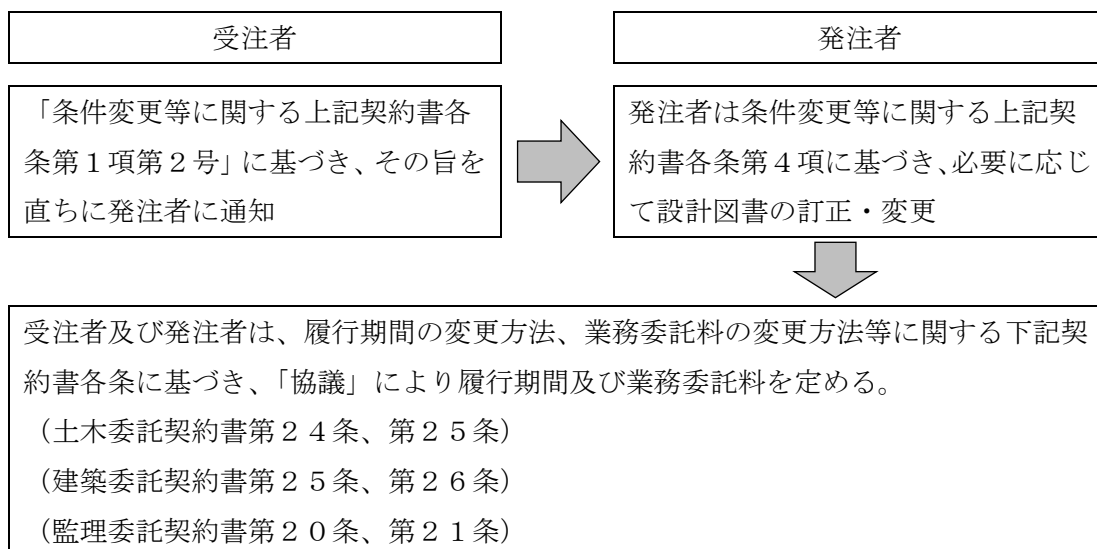 受注者
発注者
「条件変更等に関する上記契約書各
条第１項第２号」に基づき、その旨を
直ちに発注者に通知
発注者は条件変更等に関する上記契
約書各条第４項に基づき、必要に応じ
て設計図書の訂正・変更
受注者及び発注者は、履行期間の変更方法、業務委託料の変更方法等に関する下記契
約書各条に基づき、「協議」により履行期間及び業務委託料を定める。
（土木委託契約書第２４条、第２５条）
（建築委託契約書第２５条、第２６条）
（監理委託契約書第２０条、第２１条）